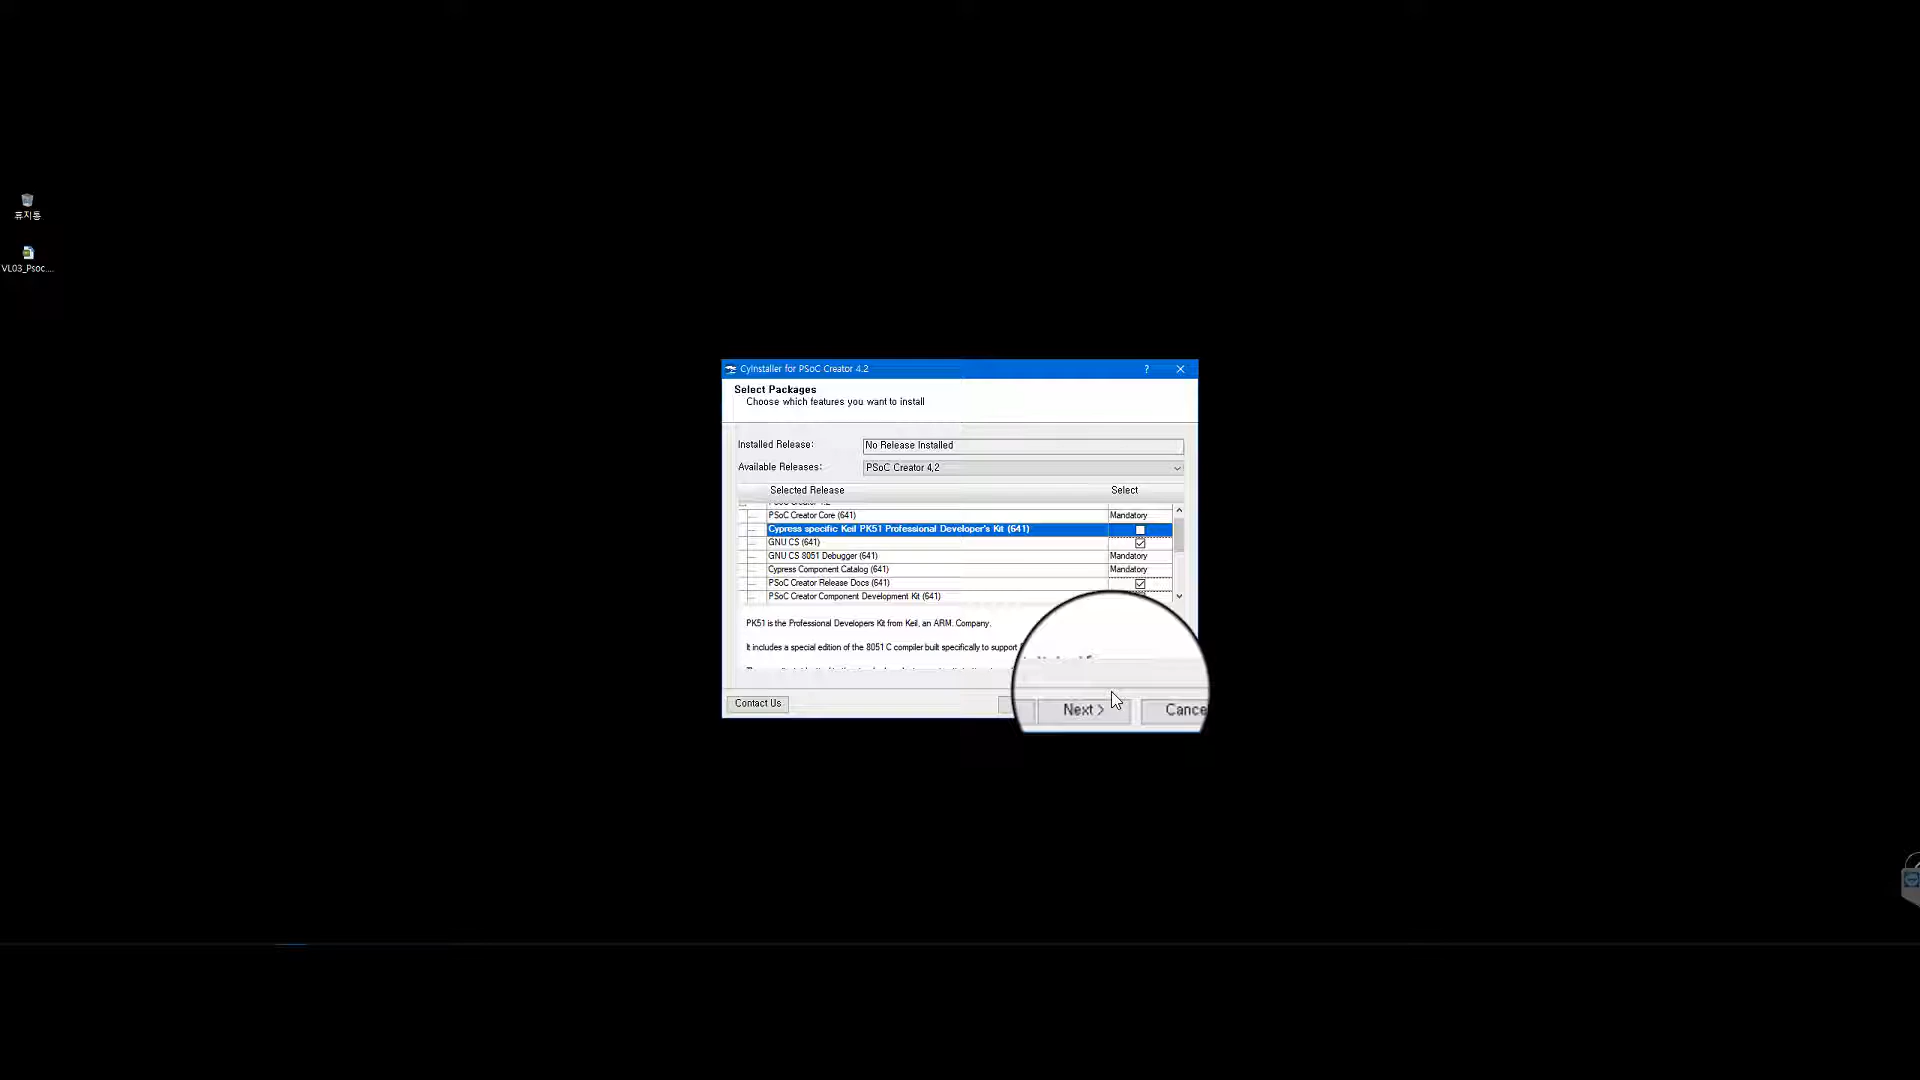 휴지통
VL03_Psoc....
CyInstaller for PSoC Creator 4.2
?
Select Packages
Choose which features you want to install
Installed Release:
No Release Installed
Available Releases:
PSoC Creator 4.2
Selected Release
Select
PSoC Creator 4.2
PSoC Creator Core (641)
Mandatory
Cypress specific Keil PK51 Professional Developer's Kit (641)
GNU CS (641)
GNU CS 8051 Debugger (641)
Mandatory
Cypress Component Catalog (641)
Mandatory
PSoC Creator Release Docs (641)
PSoC Creator Component Development Kit (641)
PK51 is the Professional Developers Kit from Keil, an ARM. Company.
It includes a special edition of the 8051 C compiler built specifically to support
Contact Us
Next >
Cance